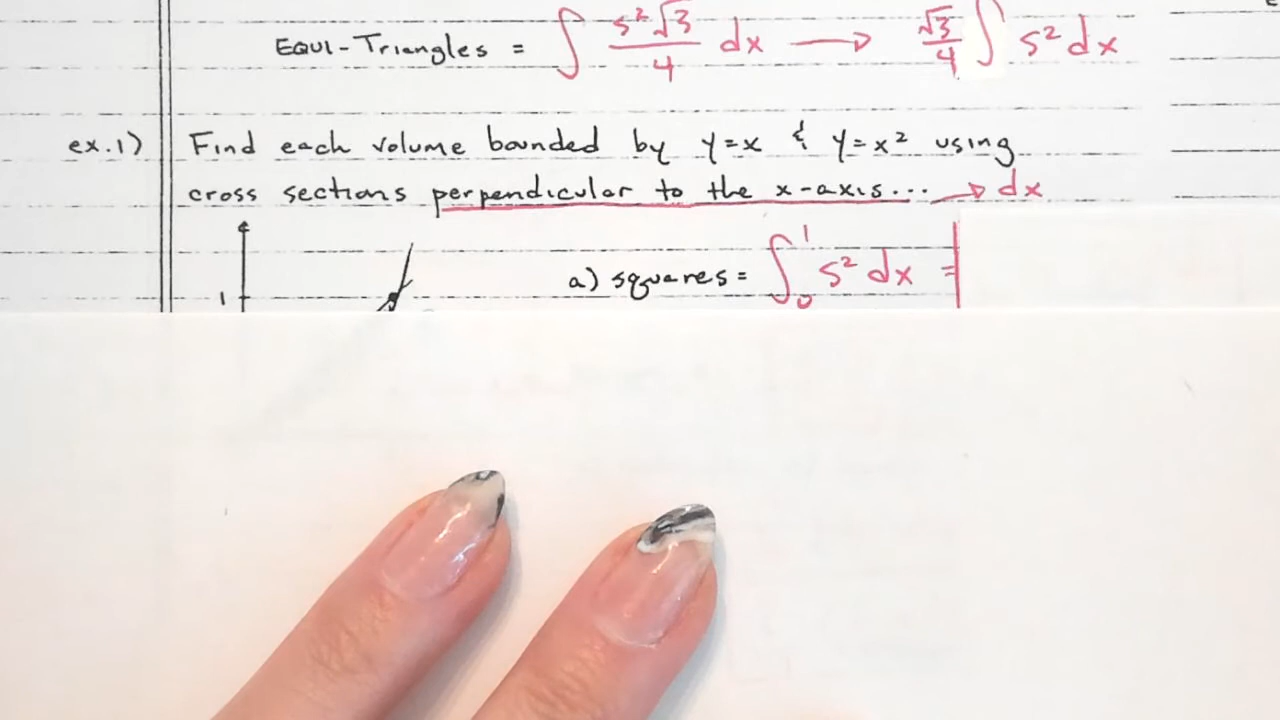 Equi-Triangles = ∫ s²√3/4 dx → √3/4 ∫ s² dx
ex.1) Find each volume bounded by y=x & y=x² using
cross sections perpendicular to the x-axis... → dx
1
a) squares = ∫₀¹ s² dx =